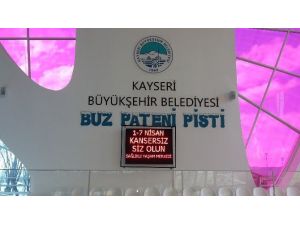 KAYSERİ
BÜYÜKŞEHİR BELEDİYESİ
BUZ PATENİ PİSTİ
1-7 NİSAN
KANSERSİZ
SİZ OLUN
SAĞLIKLI YAŞAM MERKEZİ